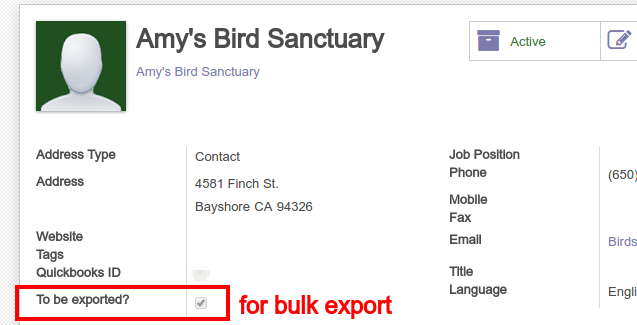 Amy's Bird Sanctuary
Active
Amy's Bird Sanctuary
Address Type Contact
Address 4581 Finch St.
Bayshore CA 94326
Website
Tags
Quickbooks ID
To be exported?
for bulk export
Job Position
Phone (650)
Mobile
Fax
Email Birds
Title
Language Engli